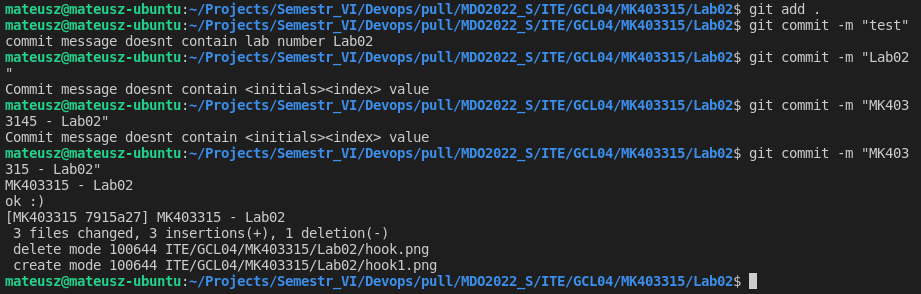 mateusz@mateusz-ubuntu:~/Projects/Semestr_VI/Devops/pull/MDO2022_S/ITE/GCL04/MK403315/Lab02$ git add .
mateusz@mateusz-ubuntu:~/Projects/Semestr_VI/Devops/pull/MDO2022_S/ITE/GCL04/MK403315/Lab02$ git commit -m "test"
commit message doesnt contain lab number Lab02
mateusz@mateusz-ubuntu:~/Projects/Semestr_VI/Devops/pull/MDO2022_S/ITE/GCL04/MK403315/Lab02$ git commit -m "Lab02
"
Commit message doesnt contain <initials><index> value
mateusz@mateusz-ubuntu:~/Projects/Semestr_VI/Devops/pull/MDO2022_S/ITE/GCL04/MK403315/Lab02$ git commit -m "MK403
3145 - Lab02"
Commit message doesnt contain <initials><index> value
mateusz@mateusz-ubuntu:~/Projects/Semestr_VI/Devops/pull/MDO2022_S/ITE/GCL04/MK403315/Lab02$ git commit -m "MK403
315 - Lab02"
MK403315 - Lab02
ok :)
[MK403315 7915a27] MK403315 - Lab02
 3 files changed, 3 insertions(+), 1 deletion(-)
 delete mode 100644 ITE/GCL04/MK403315/Lab02/hook.png
 create mode 100644 ITE/GCL04/MK403315/Lab02/hook1.png
mateusz@mateusz-ubuntu:~/Projects/Semestr_VI/Devops/pull/MDO2022_S/ITE/GCL04/MK403315/Lab02$